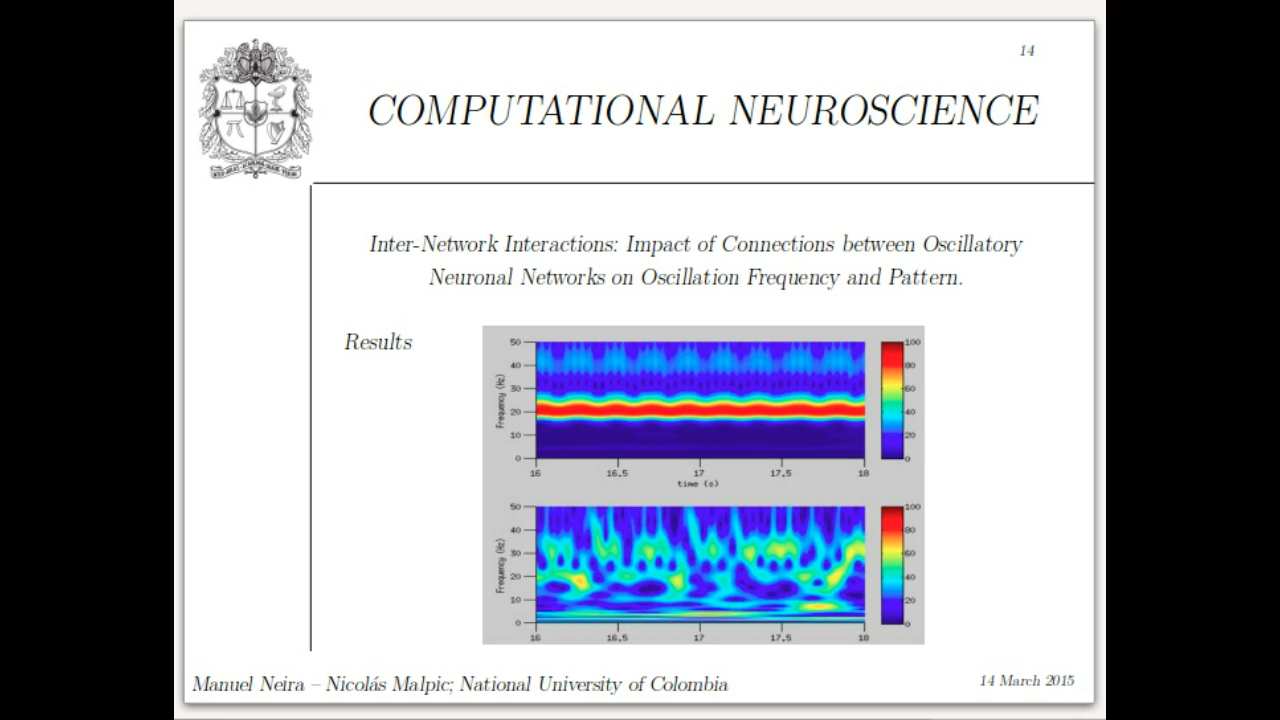 14
COMPUTATIONAL NEUROSCIENCE
Inter-Network Interactions: Impact of Connections between Oscillatory
Neuronal Networks on Oscillation Frequency and Pattern.
Results
50
40
30
20
10
0
Frequency (Hz)
16 16.5 17 17.5 18
time (s)
100
80
60
40
20
0
50
40
30
20
10
0
Frequency (Hz)
16 16.5 17 17.5 18
100
80
60
40
20
0
Manuel Neira – Nicolás Malpic; National University of Colombia
14 March 2015